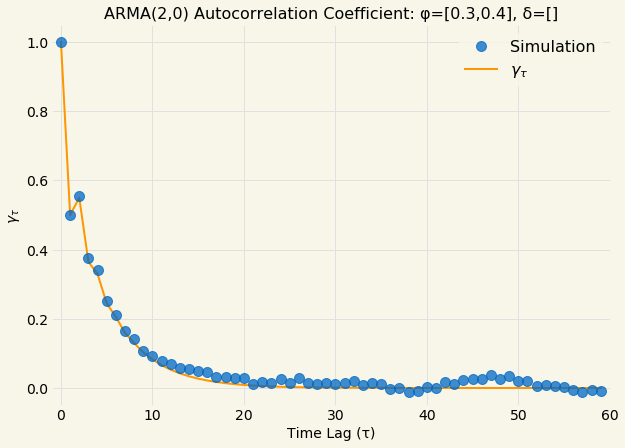 ARMA(2,0) Autocorrelation Coefficient: φ=[0.3,0.4], δ=[]
Simulation
γτ
1.0
0.8
0.6
0.4
0.2
0.0
γτ
0 10 20 30 40 50 60
Time Lag (τ)